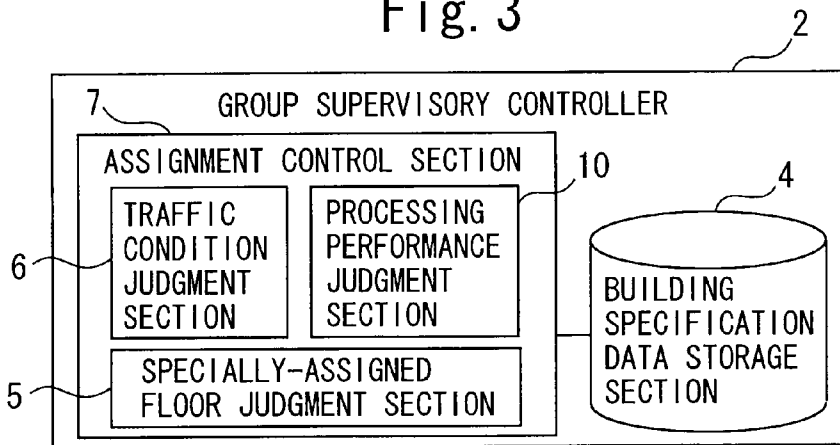 Fig. 3
2
GROUP SUPERVISORY CONTROLLER
7
ASSIGNMENT CONTROL SECTION
10
4
TRAFFIC
CONDITION
JUDGMENT
SECTION
6
PROCESSING
PERFORMANCE
JUDGMENT
SECTION
BUILDING
SPECIFICATION
DATA STORAGE
SECTION
5
SPECIALLY-ASSIGNED
FLOOR JUDGMENT SECTION